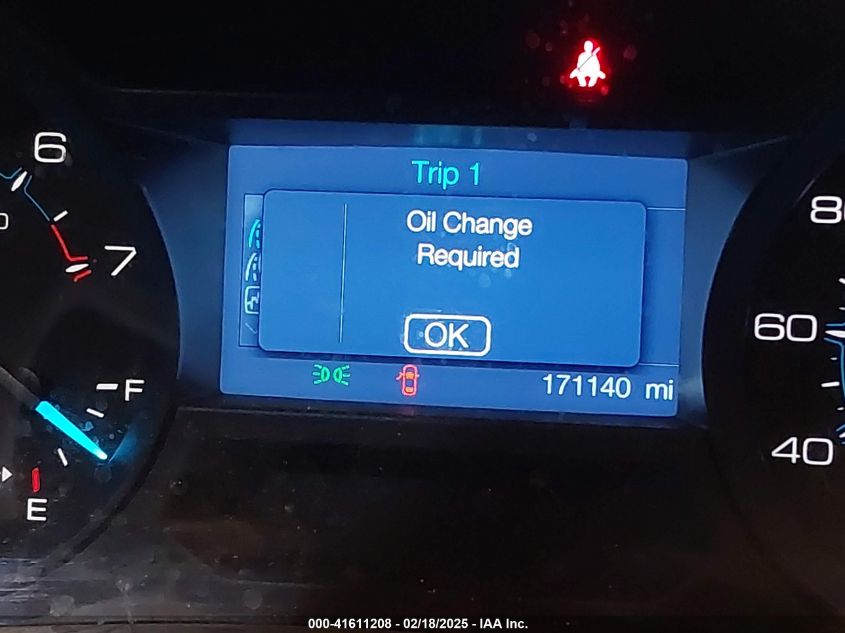 6
7
F
E
Trip 1
Oil Change
Required
OK
171140 mi
60
40
000-41611208 - 02/18/2025 - IAA Inc.